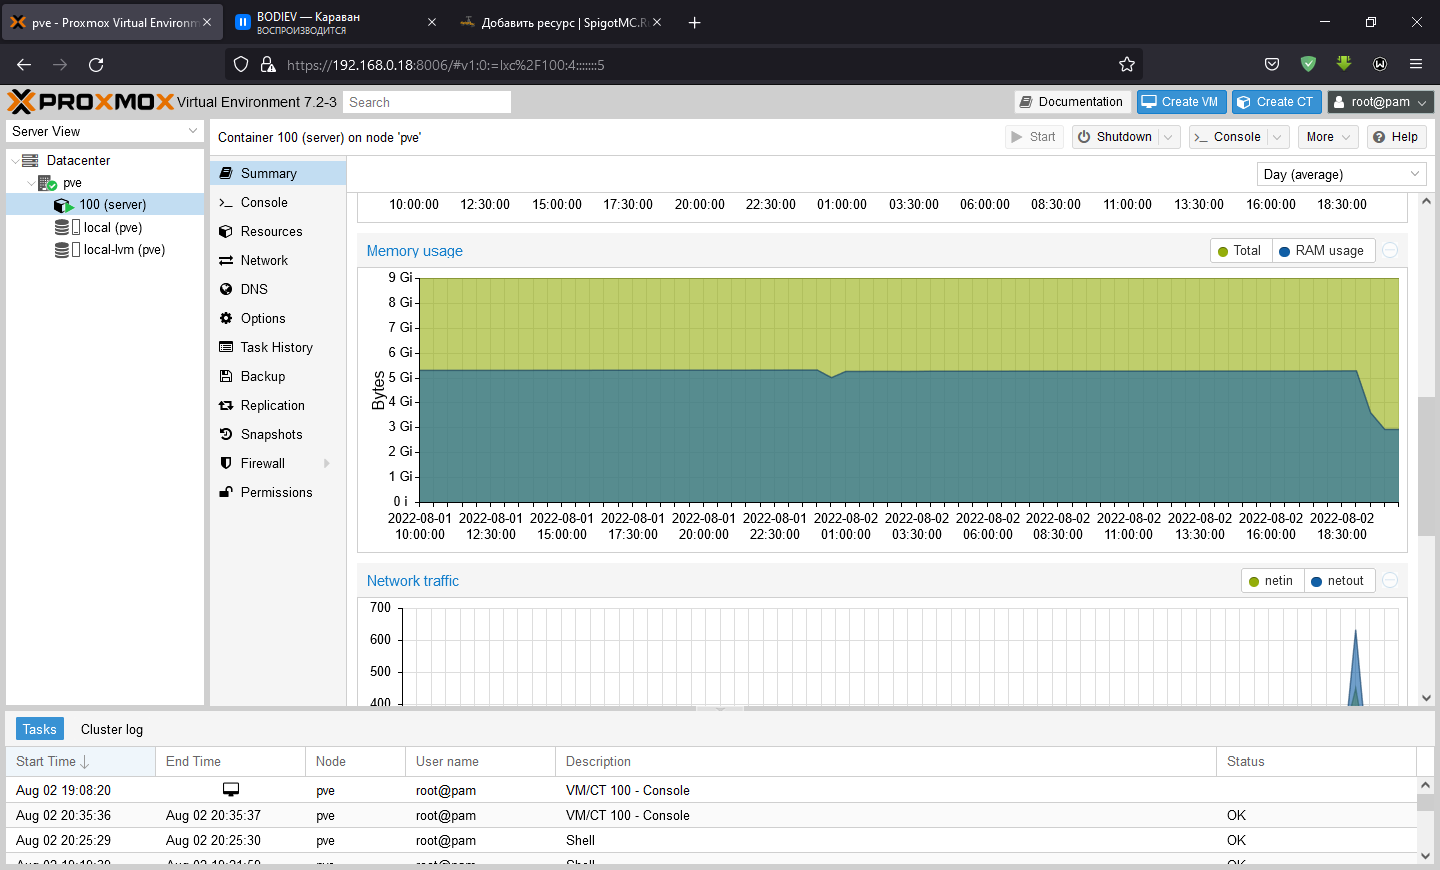 pve - Proxmox Virtual Environm
BODIEV — Караван
ВОСПРОИЗВОДИТСЯ
Добавить ресурс | SpigotMC.R
https://192.168.0.18:8006/#v1:0:=lxc%2F100:4:::::::5
PROXMOX Virtual Environment 7.2-3
Search
Documentation
Create VM
Create CT
root@pam
Server View
Container 100 (server) on node 'pve'
Start
Shutdown
Console
More
Help
Datacenter
pve
100 (server)
local (pve)
local-lvm (pve)
Summary
Console
Resources
Network
DNS
Options
Task History
Backup
Replication
Snapshots
Firewall
Permissions
Day (average)
10:00:00 12:30:00 15:00:00 17:30:00 20:00:00 22:30:00 01:00:00 03:30:00 06:00:00 08:30:00 11:00:00 13:30:00 16:00:00 18:30:00
Memory usage
Total
RAM usage
Bytes
9 Gi
8 Gi
7 Gi
6 Gi
5 Gi
4 Gi
3 Gi
2 Gi
1 Gi
0 i
2022-08-01 2022-08-01 2022-08-01 2022-08-01 2022-08-01 2022-08-01 2022-08-02 2022-08-02 2022-08-02 2022-08-02 2022-08-02 2022-08-02 2022-08-02 2022-08-02
10:00:00 12:30:00 15:00:00 17:30:00 20:00:00 22:30:00 01:00:00 03:30:00 06:00:00 08:30:00 11:00:00 13:30:00 16:00:00 18:30:00
Network traffic
netin
netout
700
600
500
400
Tasks
Cluster log
Start Time End Time Node User name Description Status
Aug 02 19:08:20 pve root@pam VM/CT 100 - Console
Aug 02 20:35:36 Aug 02 20:35:37 pve root@pam VM/CT 100 - Console OK
Aug 02 20:25:29 Aug 02 20:25:30 pve root@pam Shell OK